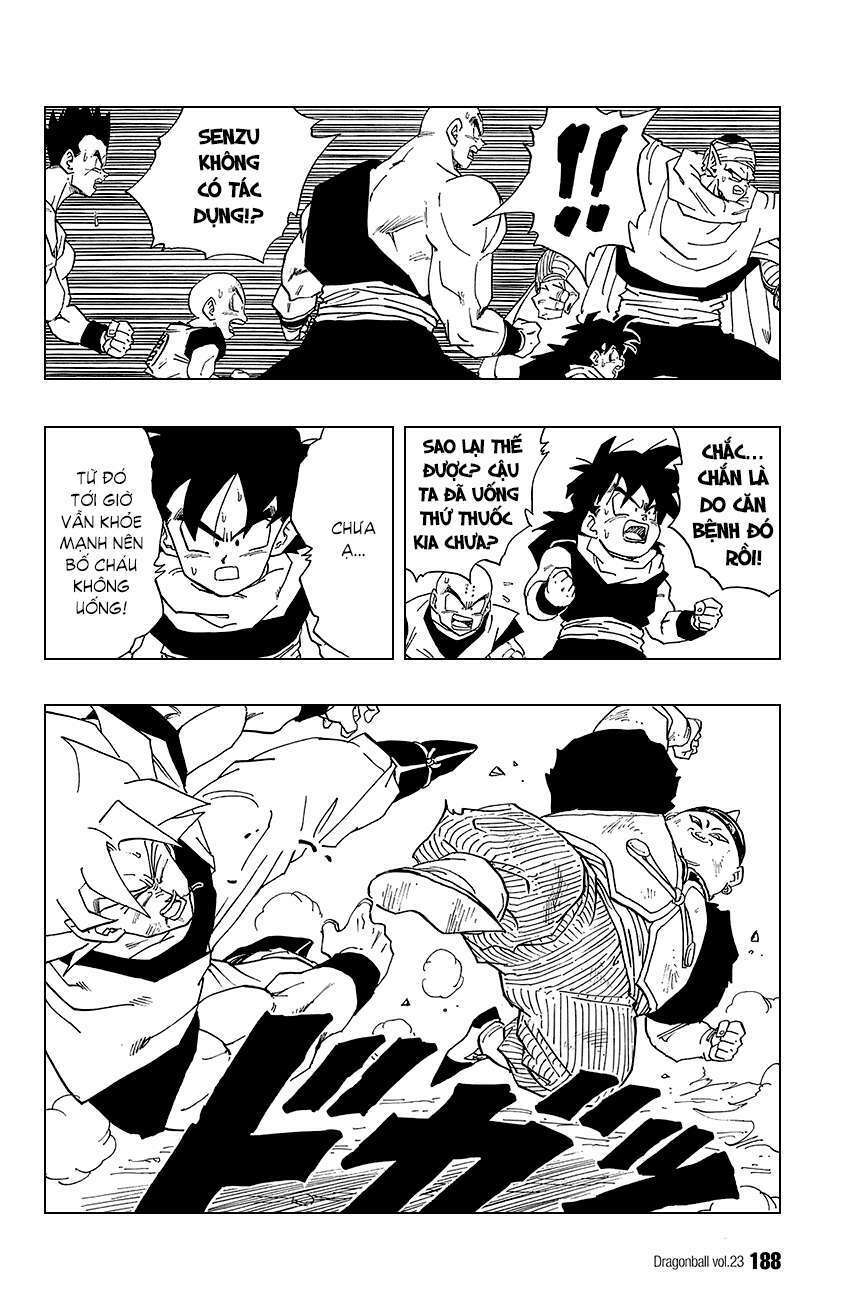 !!
SENZU
KHÔNG
CÓ TÁC
DỤNG!?
CHẮC...
CHẮN LÀ
DO CĂN
BỆNH ĐÓ
RỒI!
SAO LẠI THẾ
ĐƯỢC? CẬU
TA ĐÃ UỐNG
THỨ THUỐC
KIA CHƯA?
CHƯA
Ạ...
TỪ ĐÓ
TỚI GIỜ
VẪN KHỎE
MẠNH NÊN
BỐ CHÁU
KHÔNG
UỐNG!
ドガッ
Dragonball vol.23 188